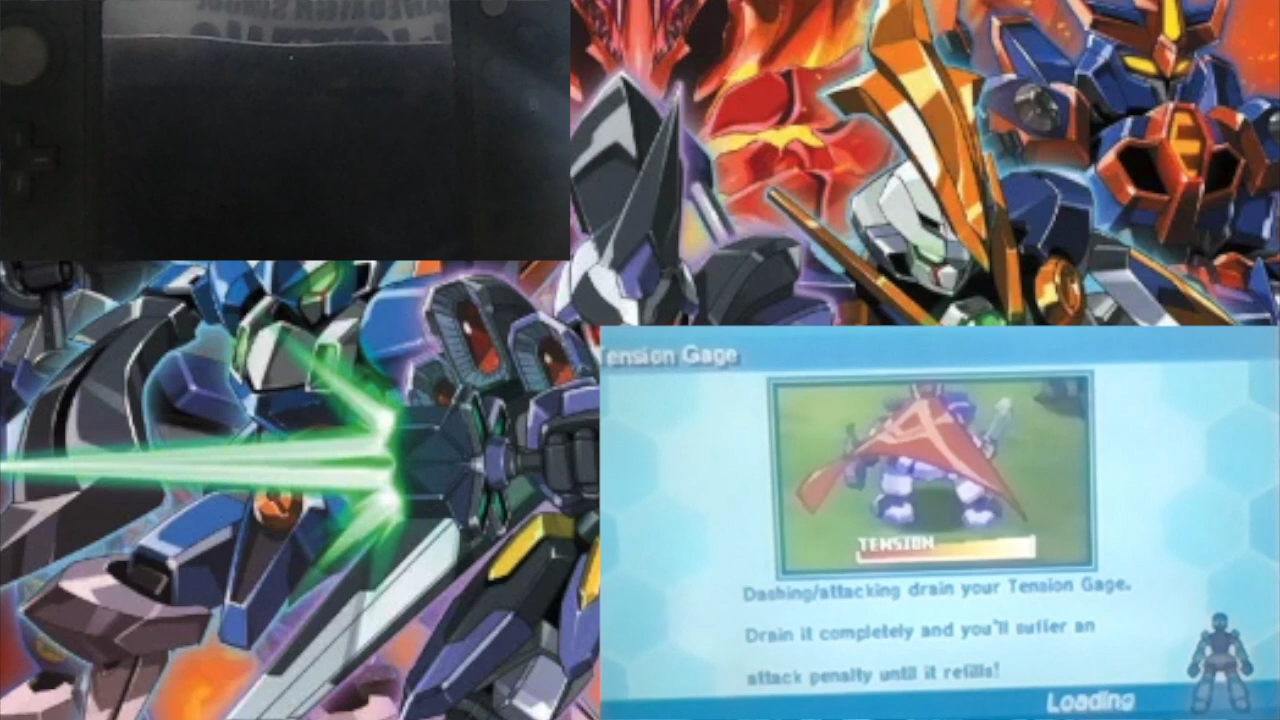 Tension Gage
TENSION
Dashing/attacking drain your Tension Gage.
Drain it completely and you'll suffer an
attack penalty until it refills!
Loading